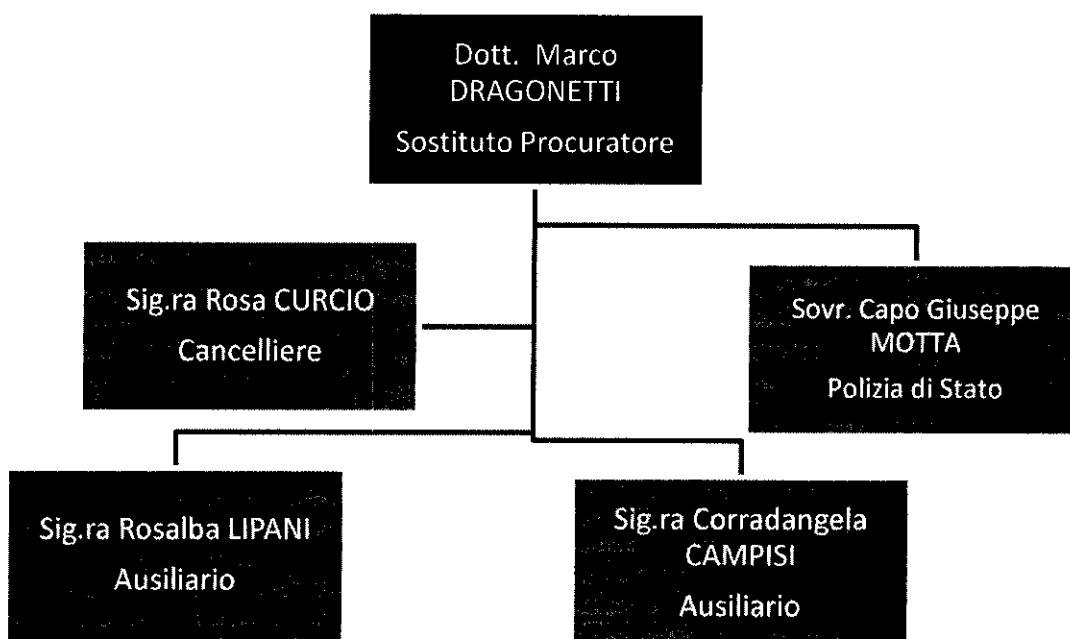 Dott. Marco
DRAGONETTI
Sostituto Procuratore
Sig.ra Rosa CURCIO
Cancelliere
Sovr. Capo Giuseppe
MOTTA
Polizia di Stato
Sig.ra Rosalba LIPANI
Ausiliario
Sig.ra Corradangela
CAMPISI
Ausiliario